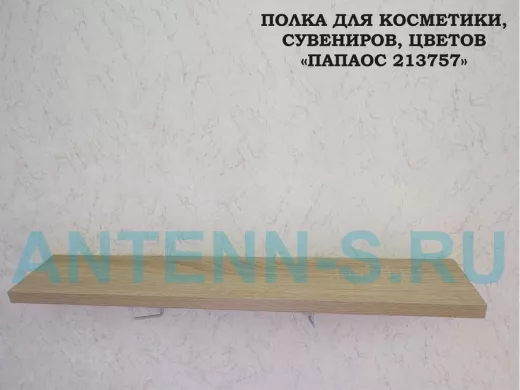 ПОЛКА ДЛЯ КОСМЕТИКИ,
СУВЕНИРОВ, ЦВЕТОВ
«ПАПАОС 213757»
ANTENN-S.RU